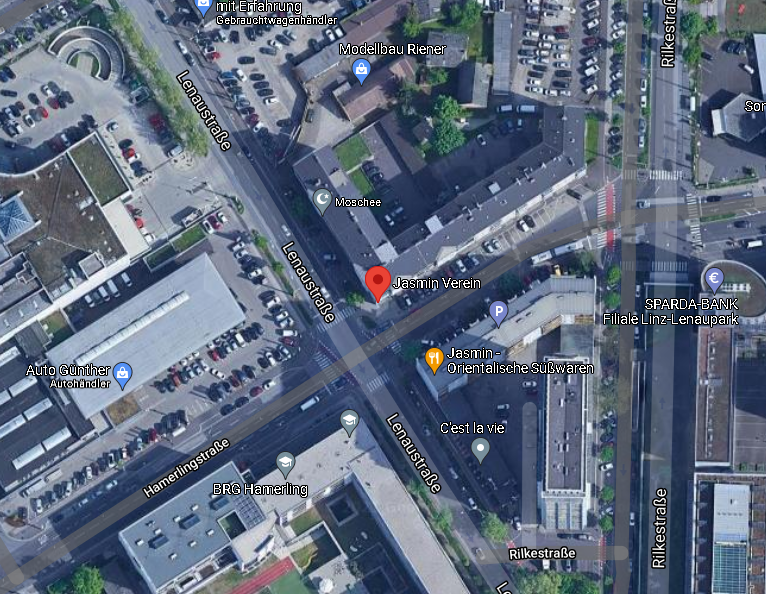 mit Erfahrung
Gebrauchtwagenhändler
Modellbau Riener
Rilkestraße
Lenaustraße
Moschee
Lenaustraße
Jasmin Verein
P
€
SPARDA-BANK
Filiale Linz-Lenaupark
Jasmin -
Orientalische Süßwaren
Auto Günther
Autohändler
C'est la vie
Lenaustraße
Hamerlingstraße
BRG Hamerling
Rilkestraße
Rilkestraße